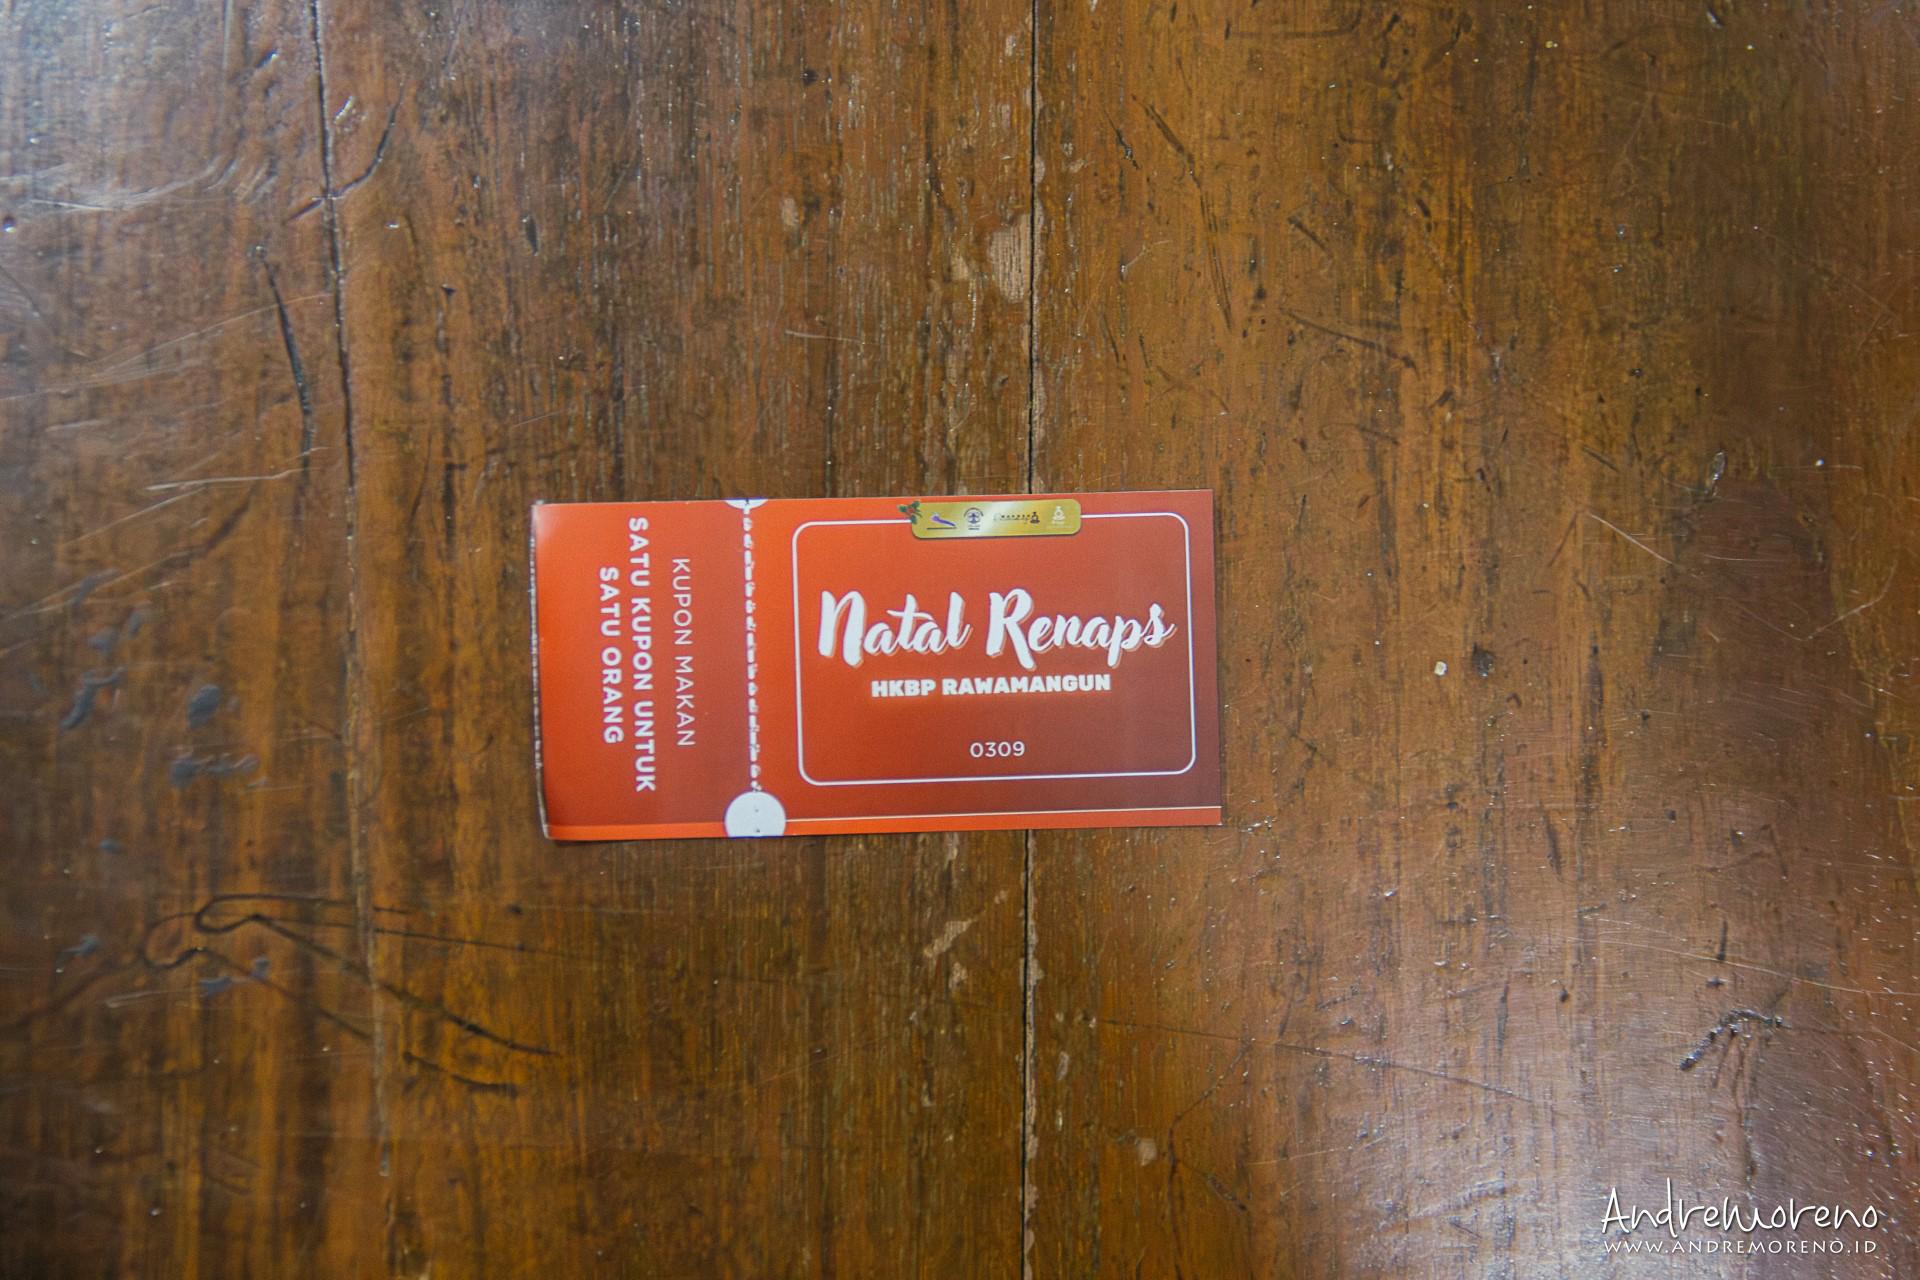 KUPON MAKAN
SATU KUPON UNTUK
SATU ORANG
Natal Renaps
HKBP RAWAMANGUN
0309
AndreMoreno
WWW.ANDREMORENO.ID